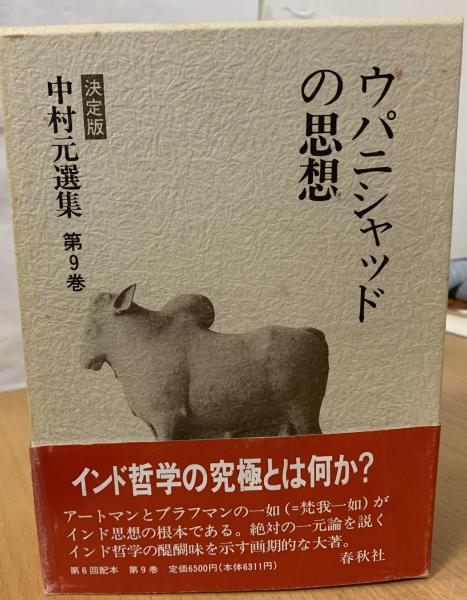 ウパニシャッド
の思想
決定版
中村元選集 第9巻
インド哲学の究極とは何か?
アートマンとブラフマンの一如(=梵我一如)が
インド思想の根本である。絶対の一元論を説く
インド哲学の醍醐味を示す画期的な大著。
春秋社
第6回配本 第9巻 定価6500円(本体6311円)